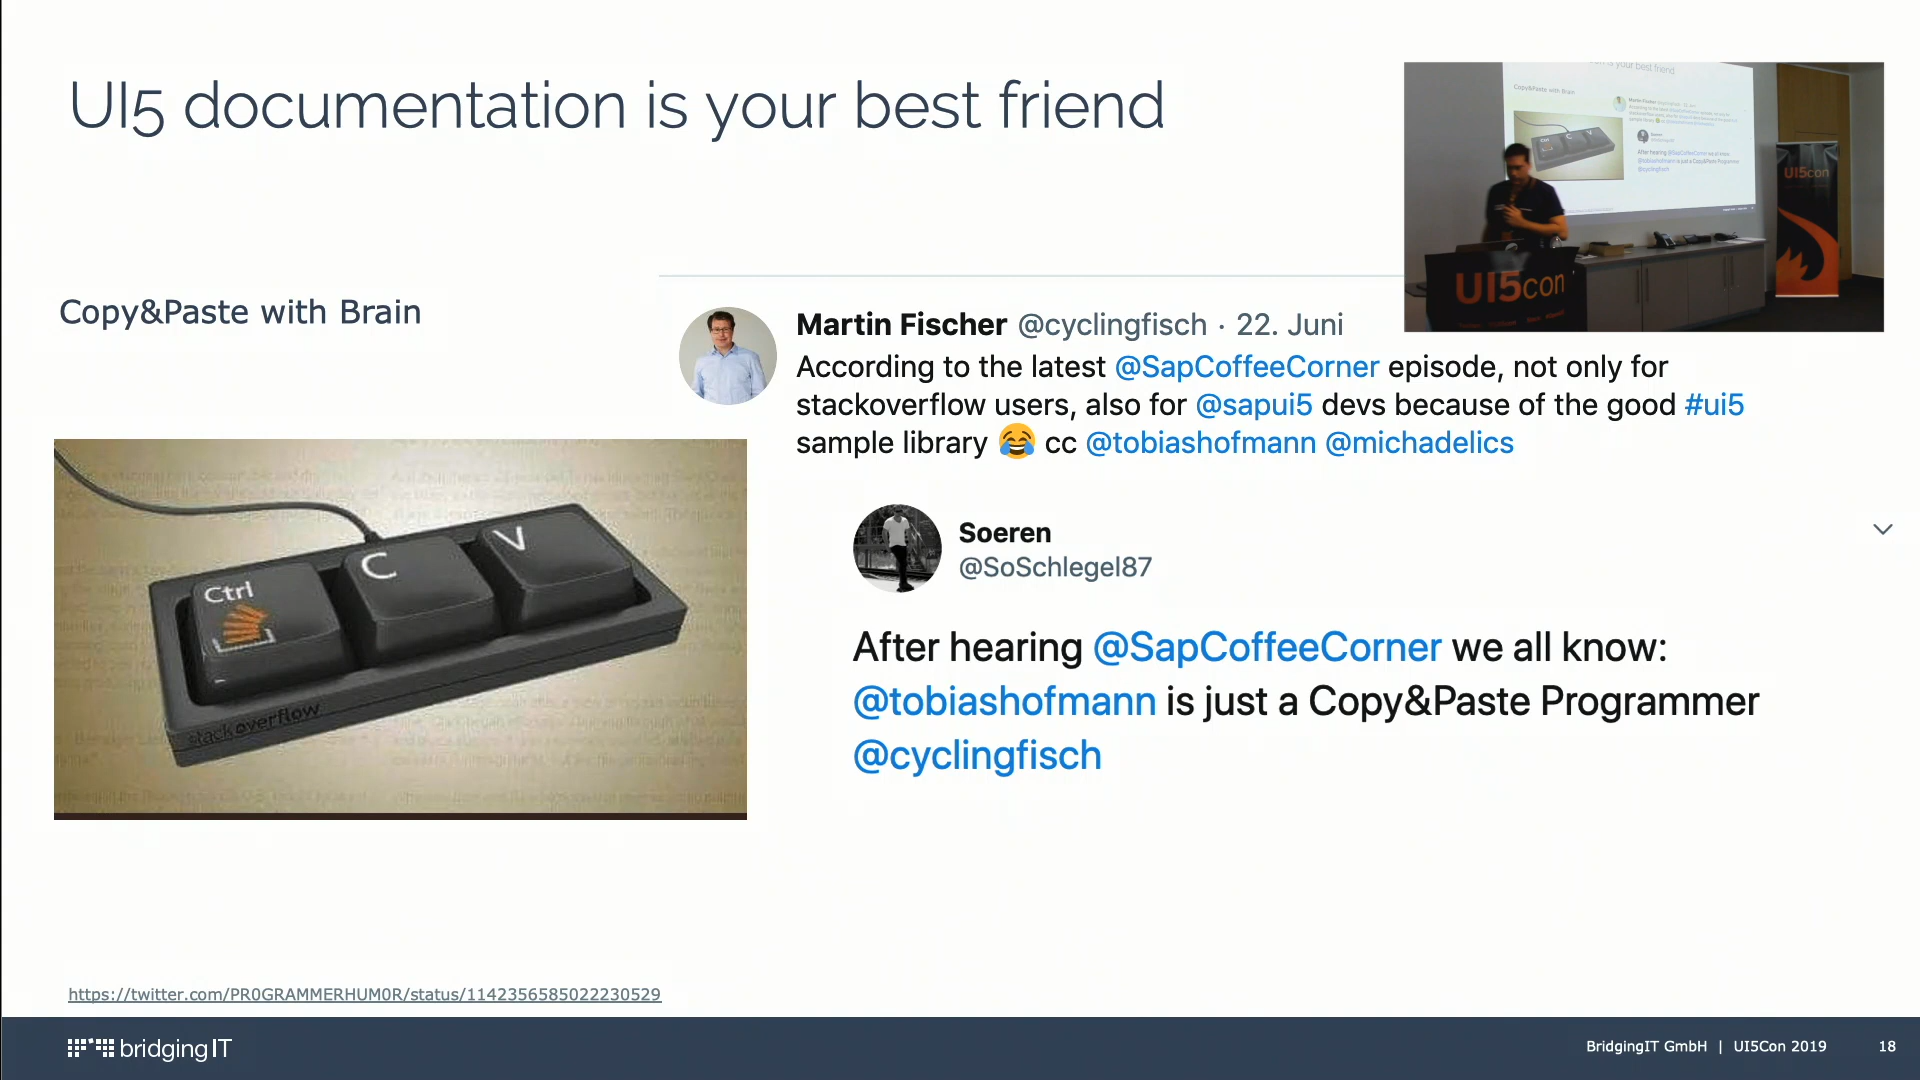 UI5 documentation is your best friend
Copy&Paste with Brain
Martin Fischer @cyclingfisch · 22. Juni
According to the latest @SapCoffeeCorner episode, not only for
stackoverflow users, also for @sapui5 devs because of the good #ui5
sample library 😂 cc @tobiashofmann @michadelics
Soeren
@SoSchlegel87
After hearing @SapCoffeeCorner we all know:
@tobiashofmann is just a Copy&Paste Programmer
@cyclingfisch
Ctrl
C
V
stackoverflow
UI5con
UI5con
https://twitter.com/PR0GRAMMERHUM0R/status/1142356585022230529
bridgingIT
BridgingIT GmbH | UI5Con 2019
18